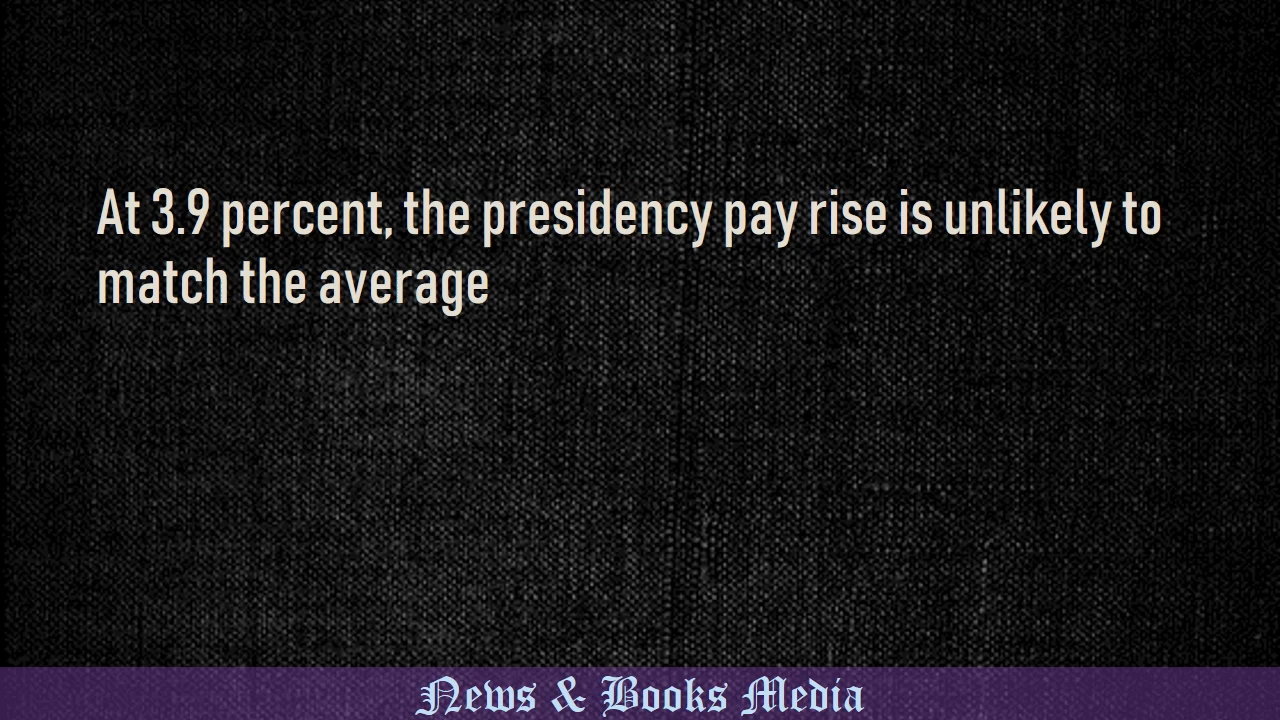 At 3.9 percent, the presidency pay rise is unlikely to
match the average
News & Books Media